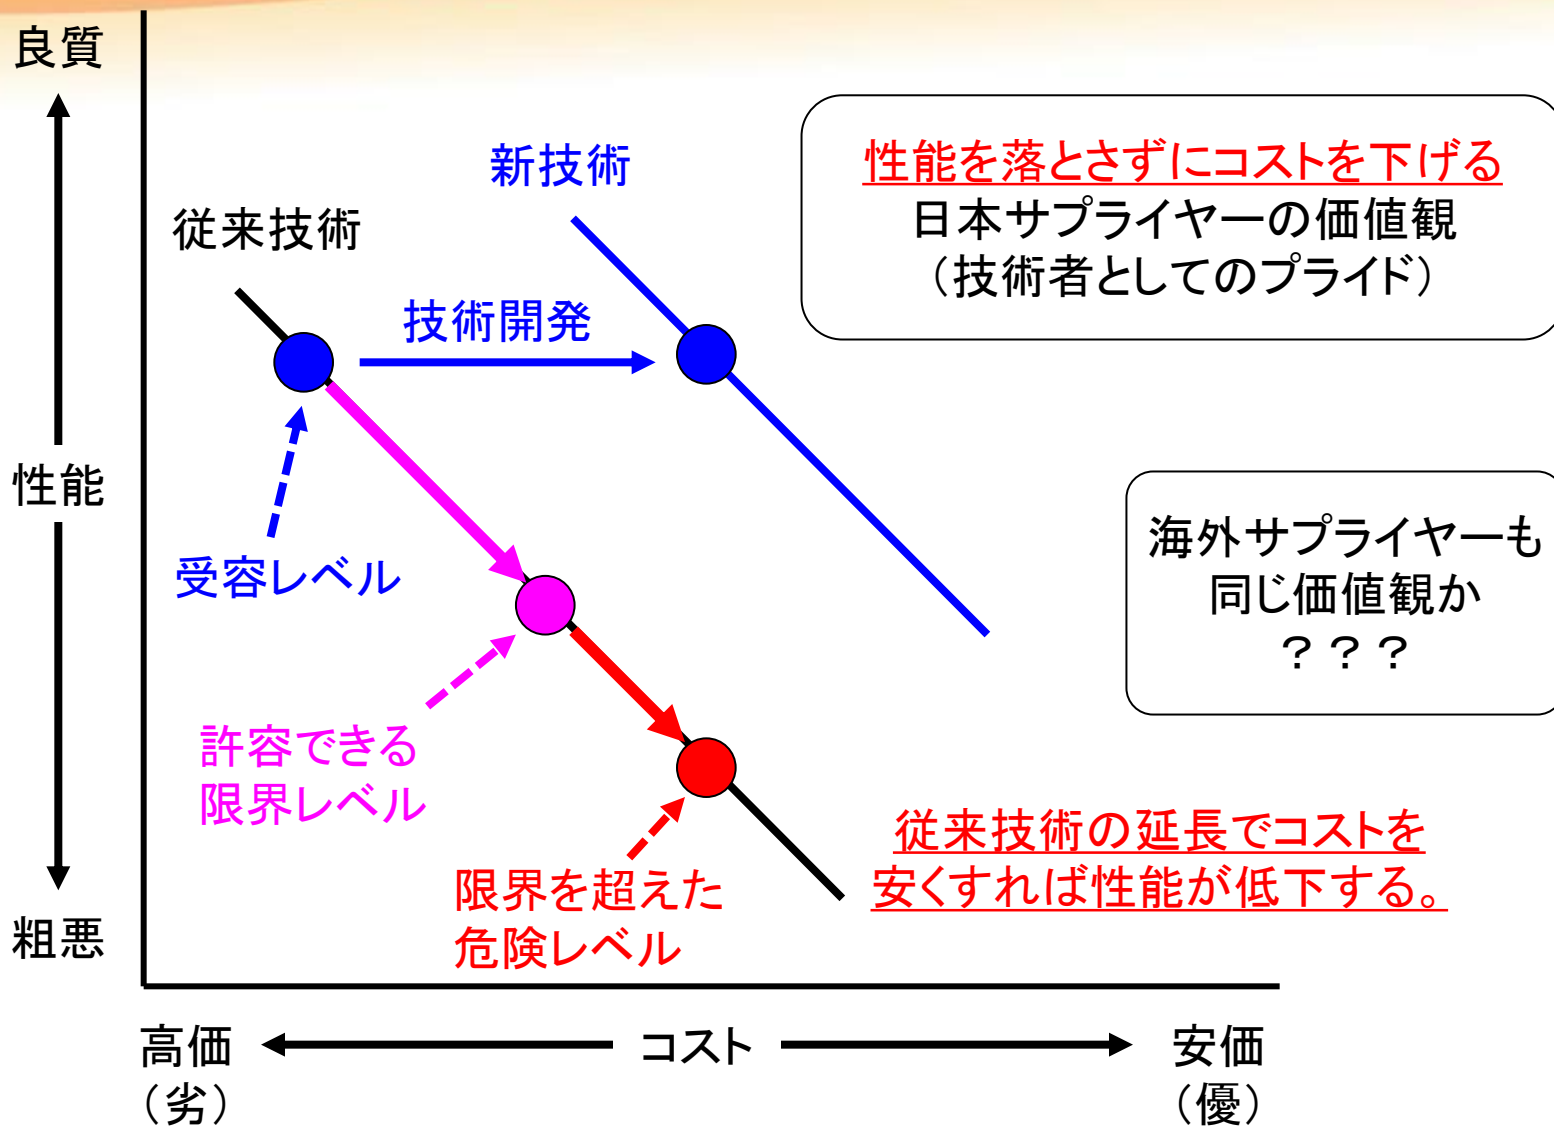 良質
性能
粗悪
従来技術
新技術
技術開発
受容レベル
許容できる
限界レベル
限界を超えた
危険レベル
性能を落とさずにコストを下げる
日本サプライヤーの価値観
（技術者としてのプライド）
海外サプライヤーも
同じ価値観か
？？？
従来技術の延長でコストを
安くすれば性能が低下する。
高価
（劣）
コスト
安価
（優）